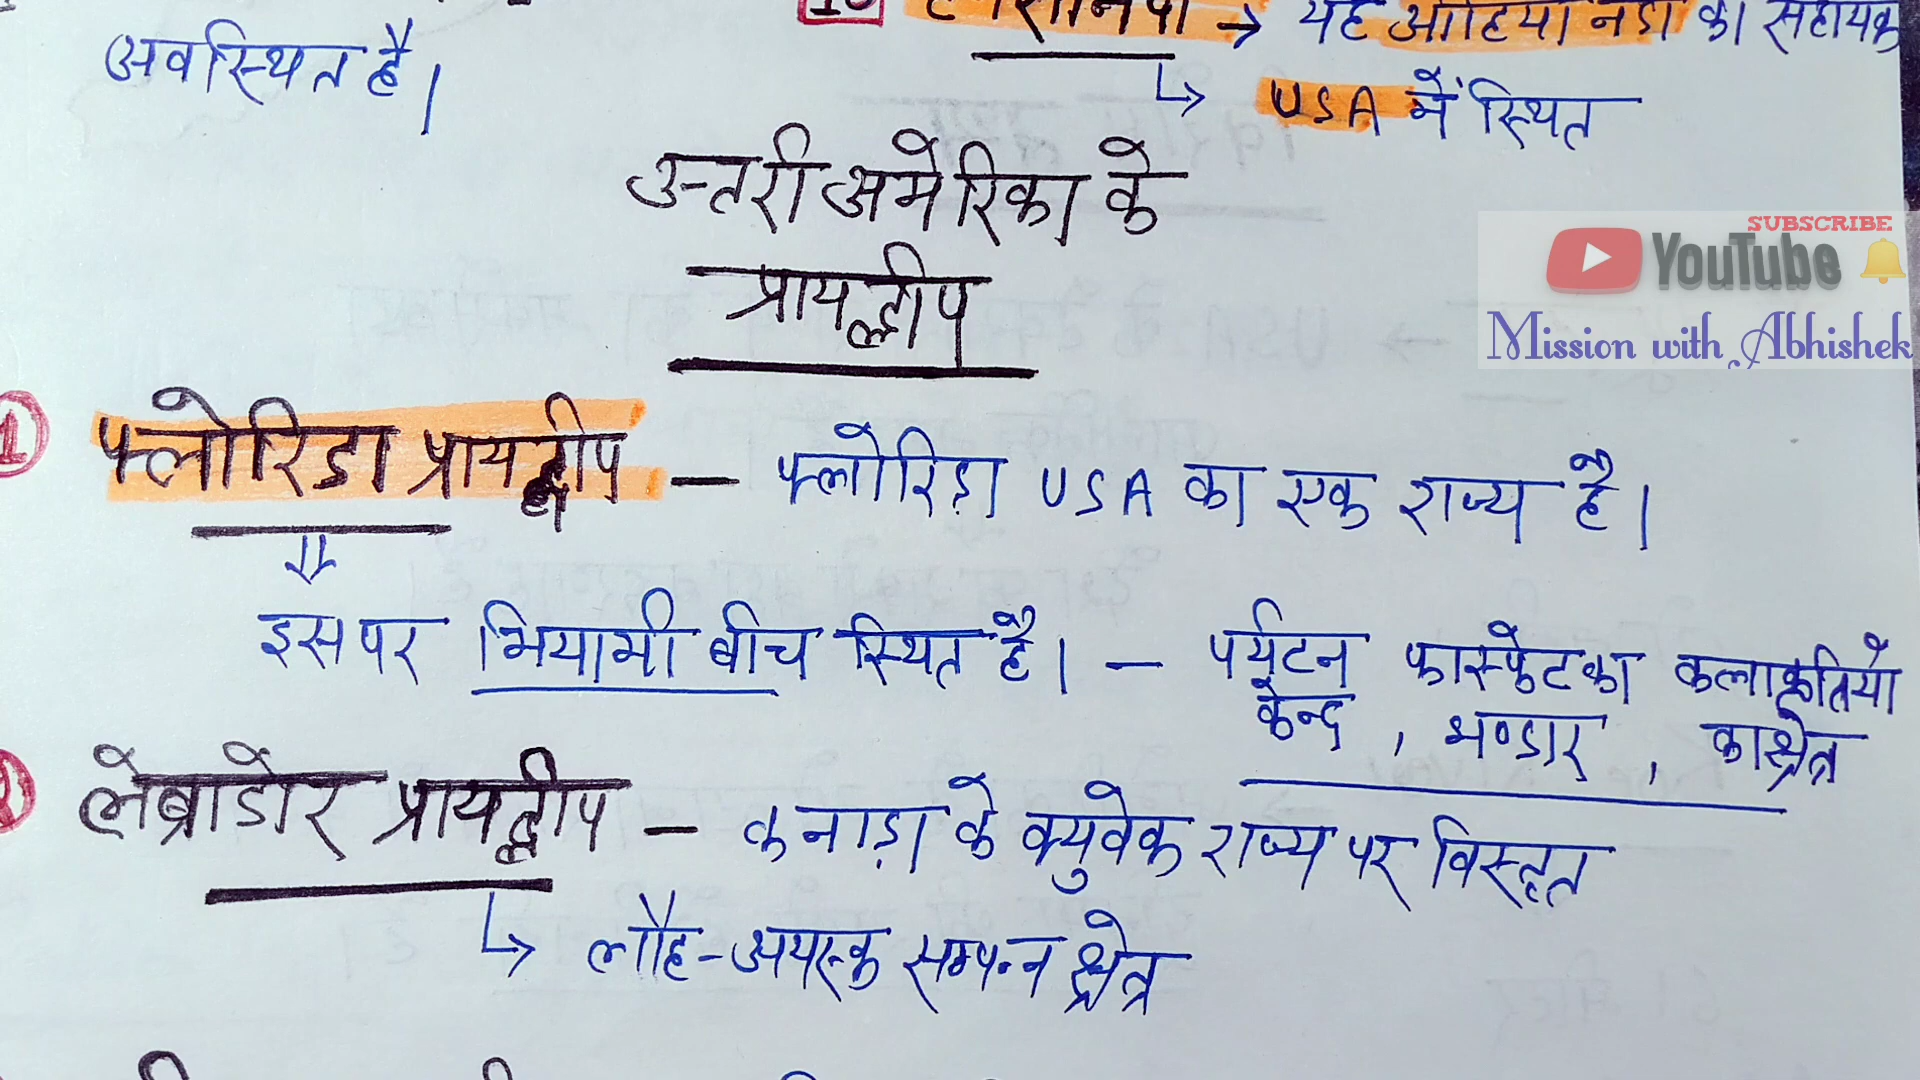 यह ओहियो नदी की सहायक
अवस्थित है।
↳ USA में स्थित
उत्तरी अमेरिका के
प्रायद्वीप
SUBSCRIBE
YouTube
Mission with Abhishek
1 फ्लोरिडा प्रायद्वीप – फ्लोरिड़ा USA का एक राज्य है।
इस पर मियामी बीच स्थित है। – पर्यटन केन्द्र, फास्फेट का भण्डार, कलाकृतियों का क्षेत्र
लेब्राडोर प्रायद्वीप – कनाड़ा के क्युवेक राज्य पर विस्तृत
↳ लौह-अयस्क सम्पन्न क्षेत्र